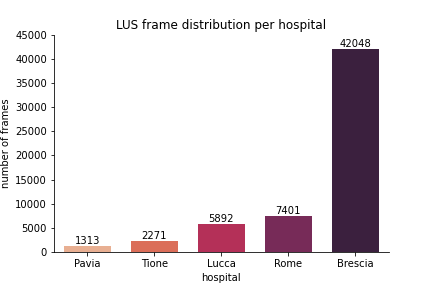 LUS frame distribution per hospital
number of frames
45000
40000
35000
30000
25000
20000
15000
10000
5000
0
1313
2271
5892
7401
42048
Pavia
Tione
Lucca
Rome
Brescia
hospital